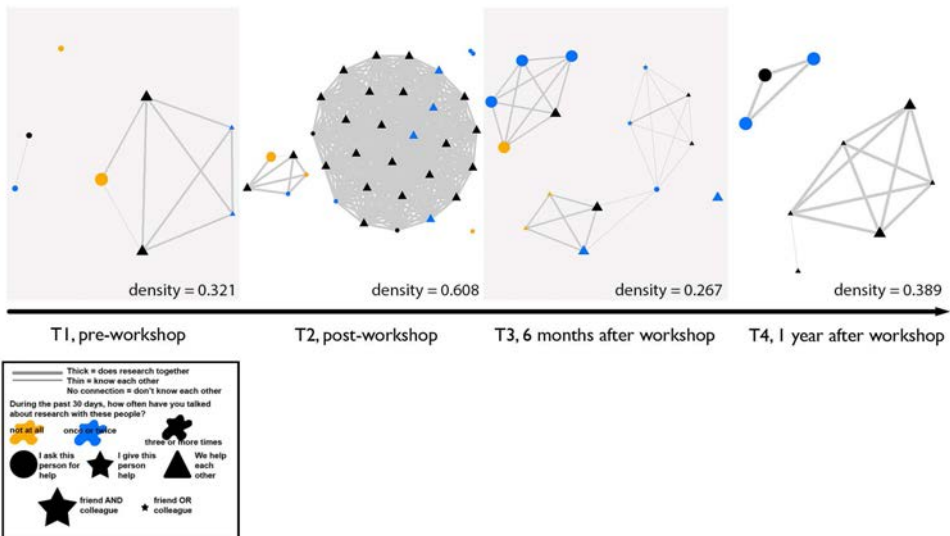 density = 0.321
density = 0.608
density = 0.267
density = 0.389
T1, pre-workshop
T2, post-workshop
T3, 6 months after workshop
T4, 1 year after workshop
Thick = does research together
Thin = know each other
No connection = don't know each other
During the past 30 days, how often have you talked
about research with these people?
not at all
once or twice
three or more times
I ask this
person for
help
I give this
person
help
We help
each
other
friend AND
colleague
friend OR
colleague